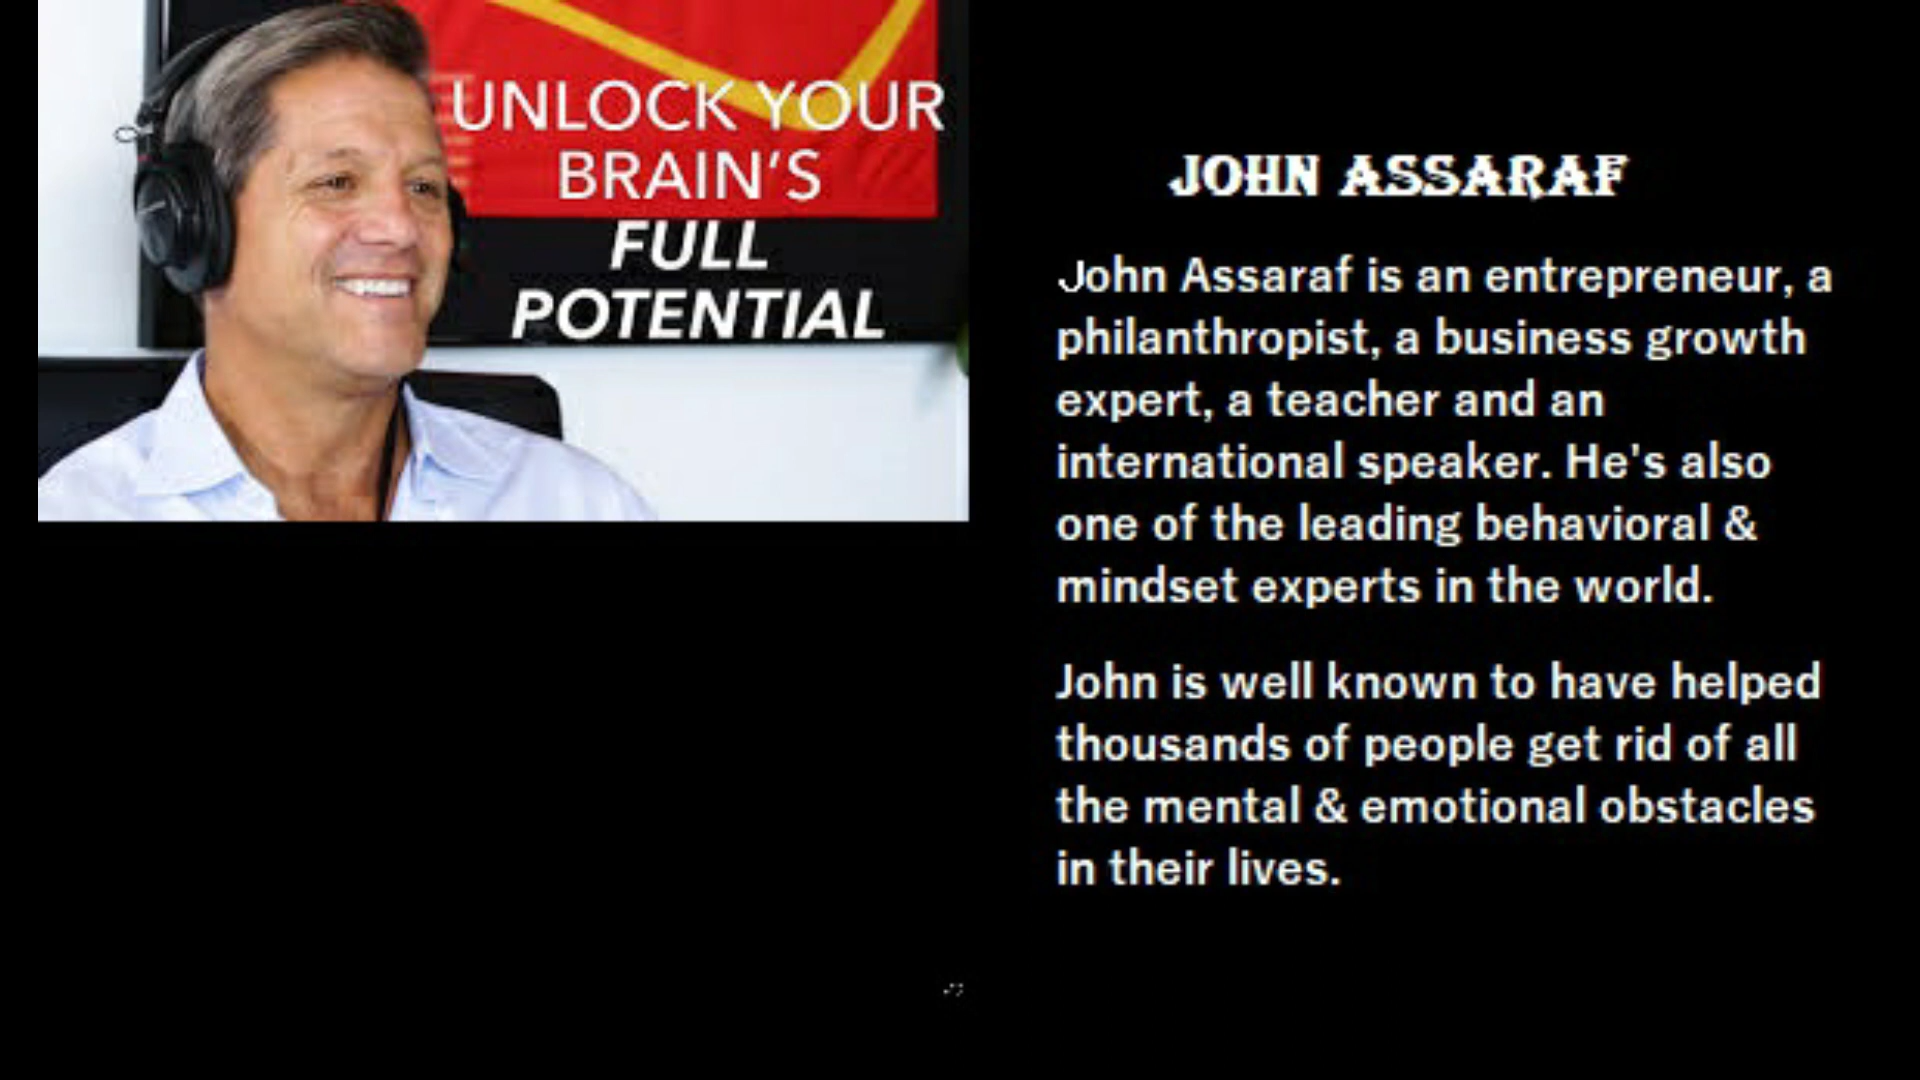 UNLOCK YOUR
BRAIN'S
FULL
POTENTIAL
JOHN ASSARAF
John Assaraf is an entrepreneur, a
philanthropist, a business growth
expert, a teacher and an
international speaker. He's also
one of the leading behavioral &
mindset experts in the world.
John is well known to have helped
thousands of people get rid of all
the mental & emotional obstacles
in their lives.